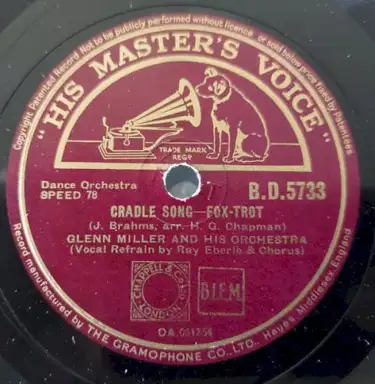 Copyright Patented Record Not to be publicly performed without licence. or sold below price fixed by patentees.
"HIS MASTER'S VOICE"
TRADE MARK
REGD
Dance Orchestra
SPEED 78
B.D.5733
CRADLE SONG—FOX-TROT
(J. Brahms, arr. H. G. Chapman)
GLENN MILLER AND HIS ORCHESTRA
(Vocal Refrain by Ray Eberle & Chorus)
CHAPPELL & Co Ltd
LONDON
B.I.E.M.
Record manufactured by THE GRAMOPHONE CO., LTD., Hayes, Middlesex, England